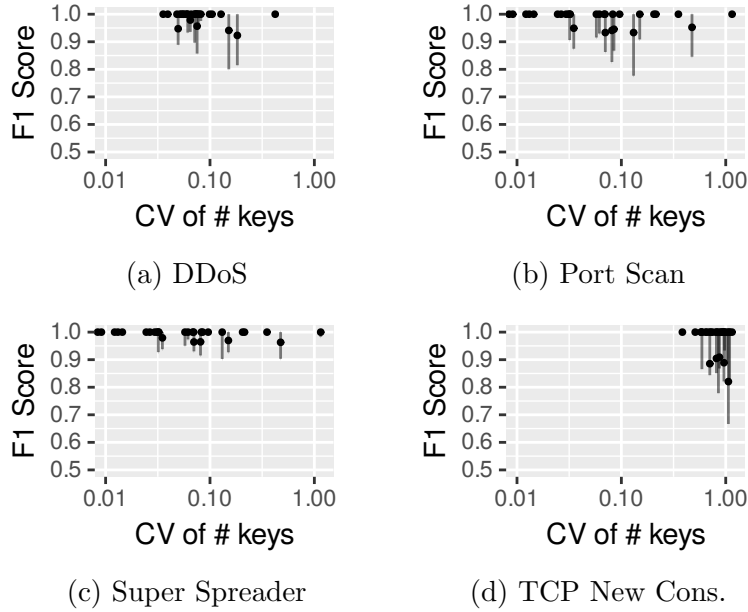 1.0
0.9
0.8
0.7
0.6
0.5
F1 Score
0.01 0.10 1.00
CV of # keys
(a) DDoS
1.0
0.9
0.8
0.7
0.6
0.5
F1 Score
0.01 0.10 1.00
CV of # keys
(b) Port Scan
1.0
0.9
0.8
0.7
0.6
0.5
F1 Score
0.01 0.10 1.00
CV of # keys
(c) Super Spreader
1.0
0.9
0.8
0.7
0.6
0.5
F1 Score
0.01 0.10 1.00
CV of # keys
(d) TCP New Cons.